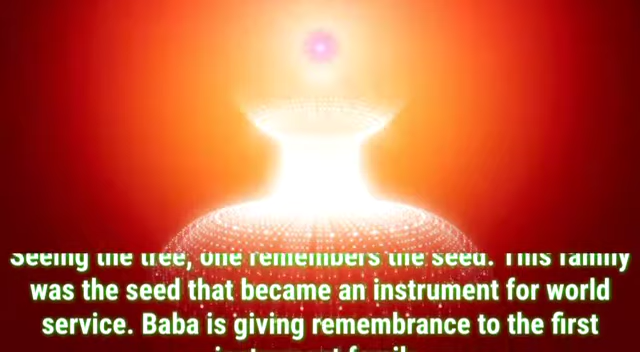 Seeing the tree, one remembers the seed. This family
was the seed that became an instrument for world
service. Baba is giving remembrance to the first
instrument